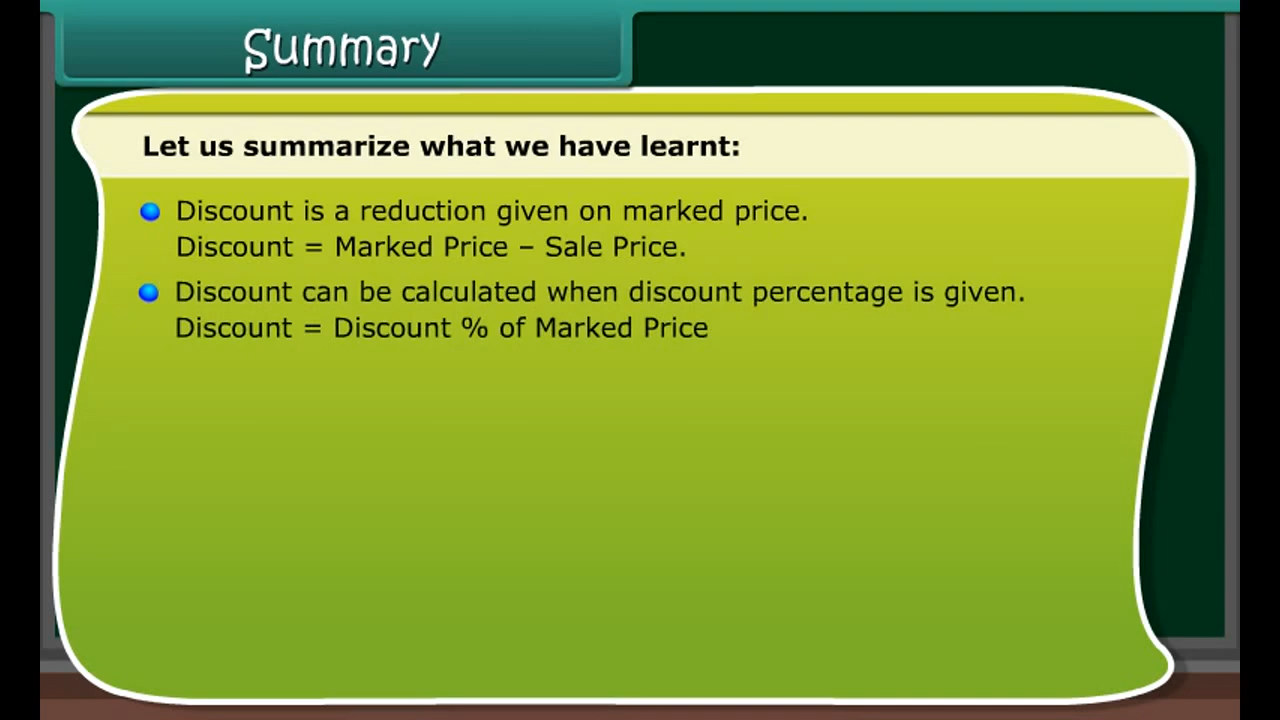 Summary
Let us summarize what we have learnt:
Discount is a reduction given on marked price.
Discount = Marked Price – Sale Price.
Discount can be calculated when discount percentage is given.
Discount = Discount % of Marked Price